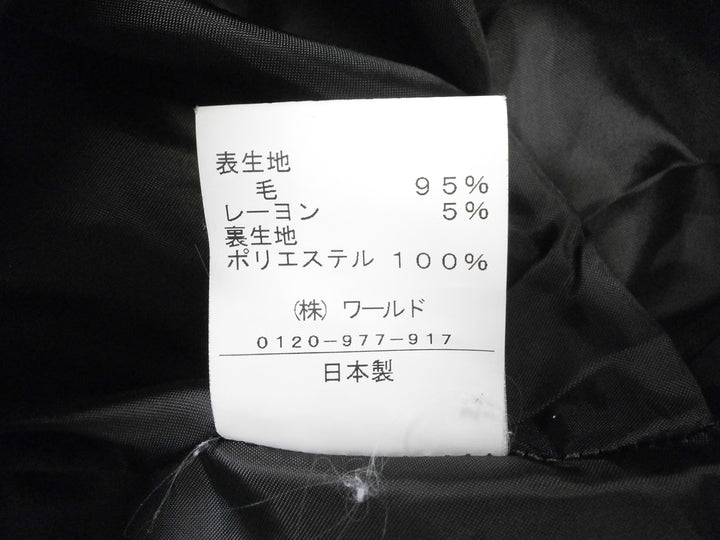 表生地
毛 95%
レーヨン 5%
裏生地
ポリエステル 100%
(株) ワールド
0120-977-917
日本製